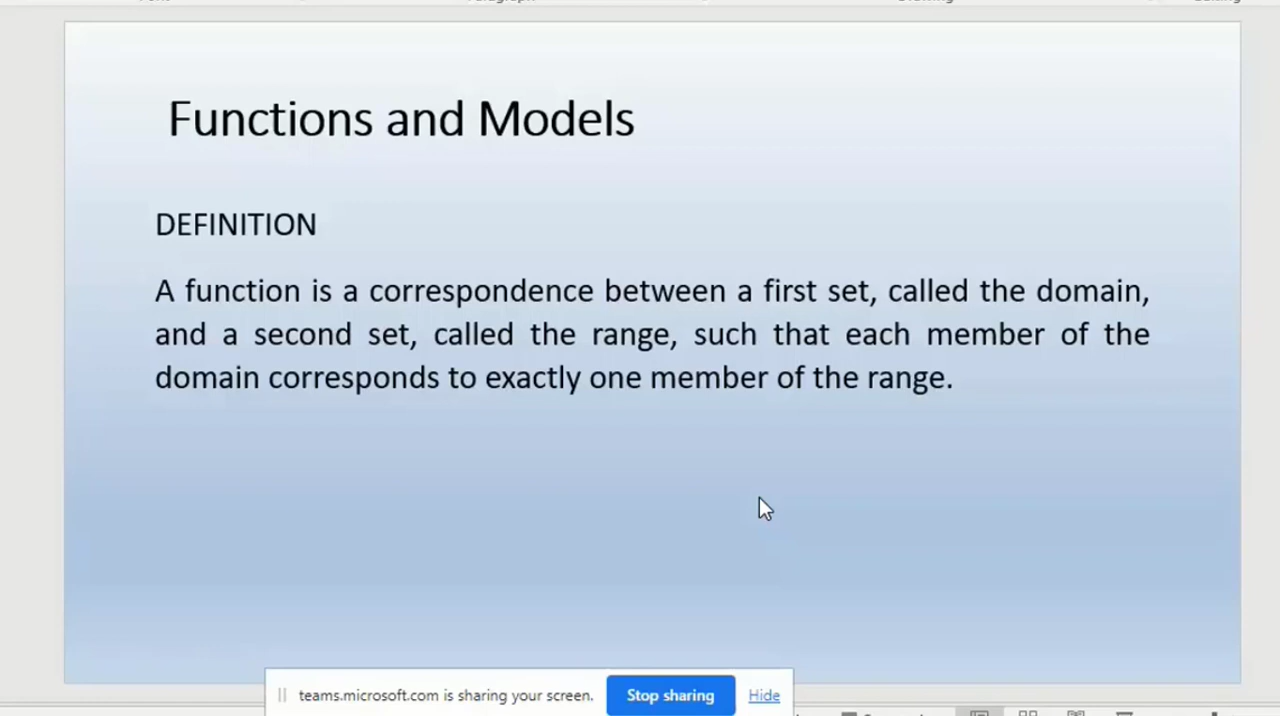 Functions and Models
DEFINITION
A function is a correspondence between a first set, called the domain,
and a second set, called the range, such that each member of the
domain corresponds to exactly one member of the range.
teams.microsoft.com is sharing your screen.
Stop sharing
Hide